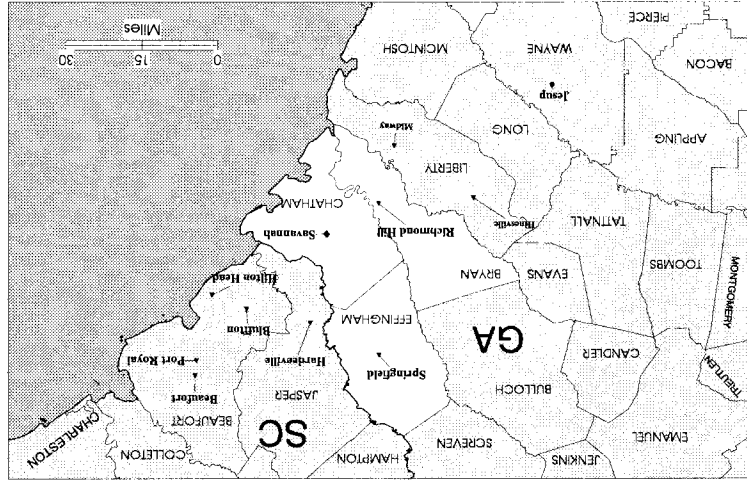 JENKINS
HAMPTON
COLLETON
EMANUEL
SCREVEN
CHARLESTON
SC
BEAUFORT
JASPER
BULLOCH
TREUTLEN
Beaufort
Springfield
CANDLER
Port Royal
Hardeeville
GA
Bluffton
EFFINGHAM
MONTGOMERY
TOOMBS
EVANS
BRYAN
Hilton Head
Savannah
Richmond Hill
Hinesville
TATTNALL
CHATHAM
LIBERTY
APPLING
LONG
Midway
Jesup
BACON
WAYNE
MCINTOSH
0 15 30
Miles
PIERCE